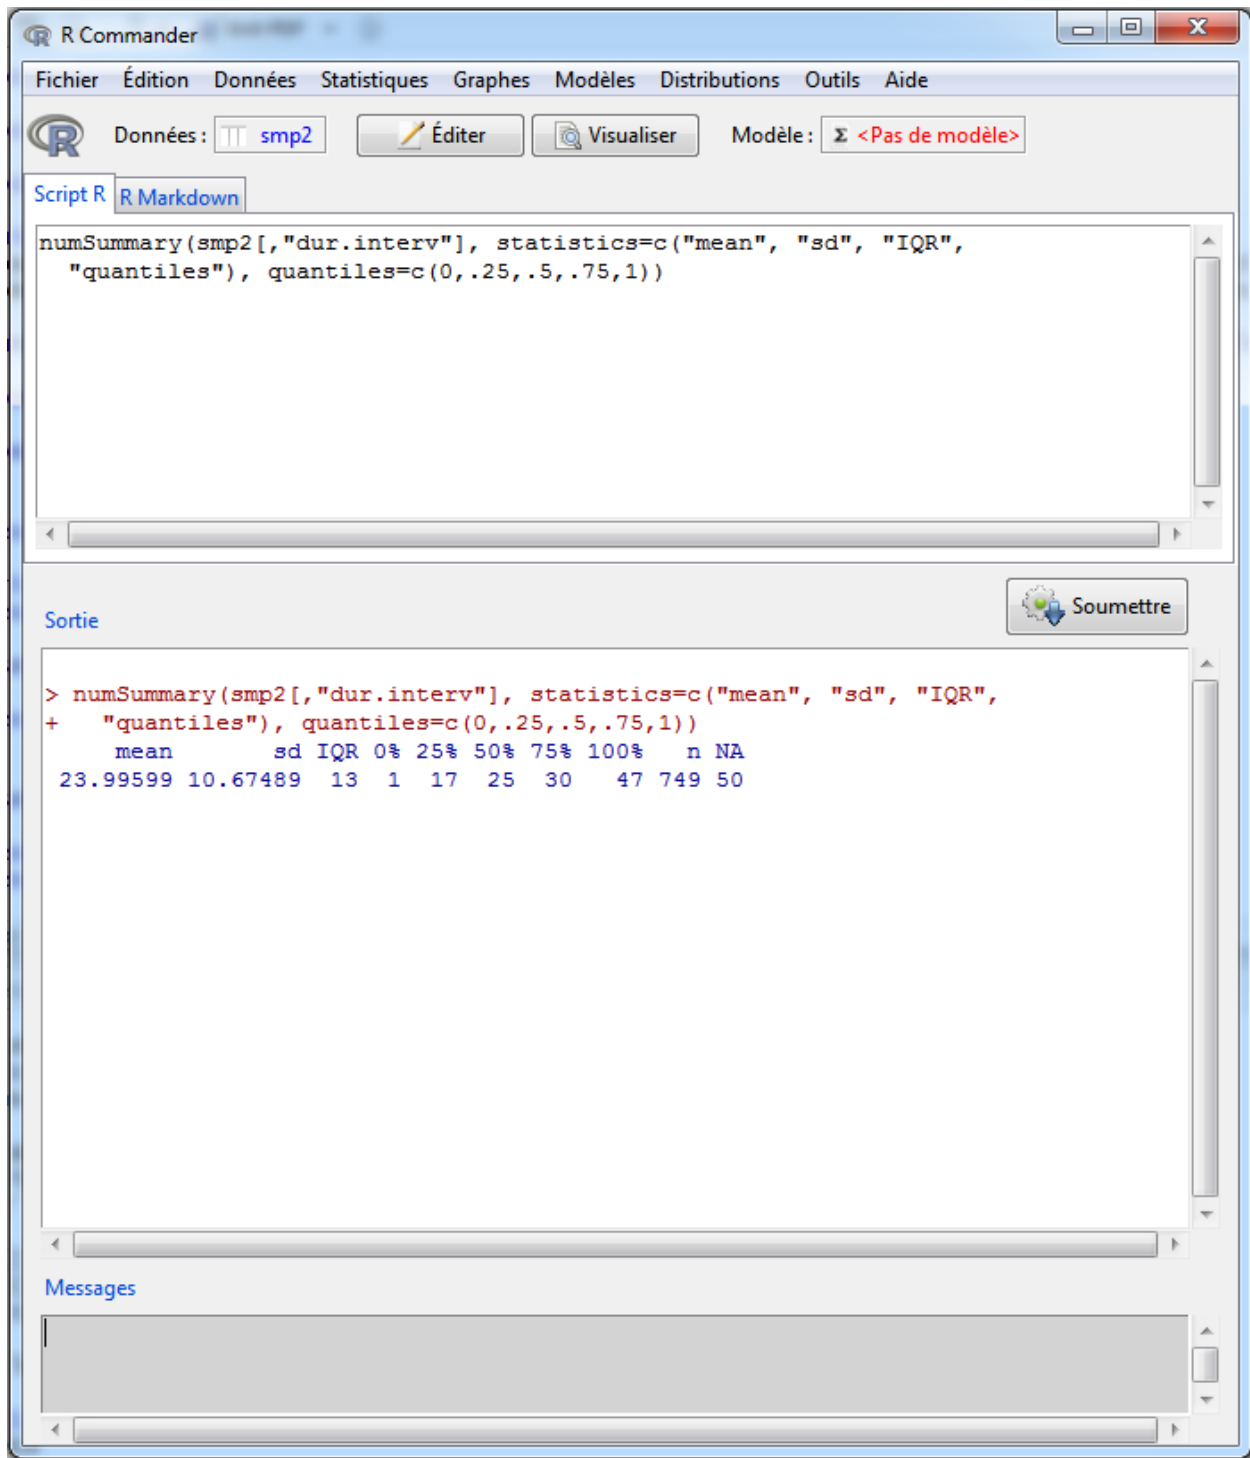 R Commander
Fichier Édition Données Statistiques Graphes Modèles Distributions Outils Aide
R Données : smp2 Éditer Visualiser Modèle : Σ <Pas de modèle>
Script R R Markdown
numSummary(smp2[,"dur.interv"], statistics=c("mean", "sd", "IQR",
  "quantiles"), quantiles=c(0,.25,.5,.75,1))
Soumettre
Sortie
> numSummary(smp2[,"dur.interv"], statistics=c("mean", "sd", "IQR",
+   "quantiles"), quantiles=c(0,.25,.5,.75,1))
     mean       sd IQR 0% 25% 50% 75% 100%   n NA
 23.99599 10.67489  13  1  17  25  30   47 749 50
Messages